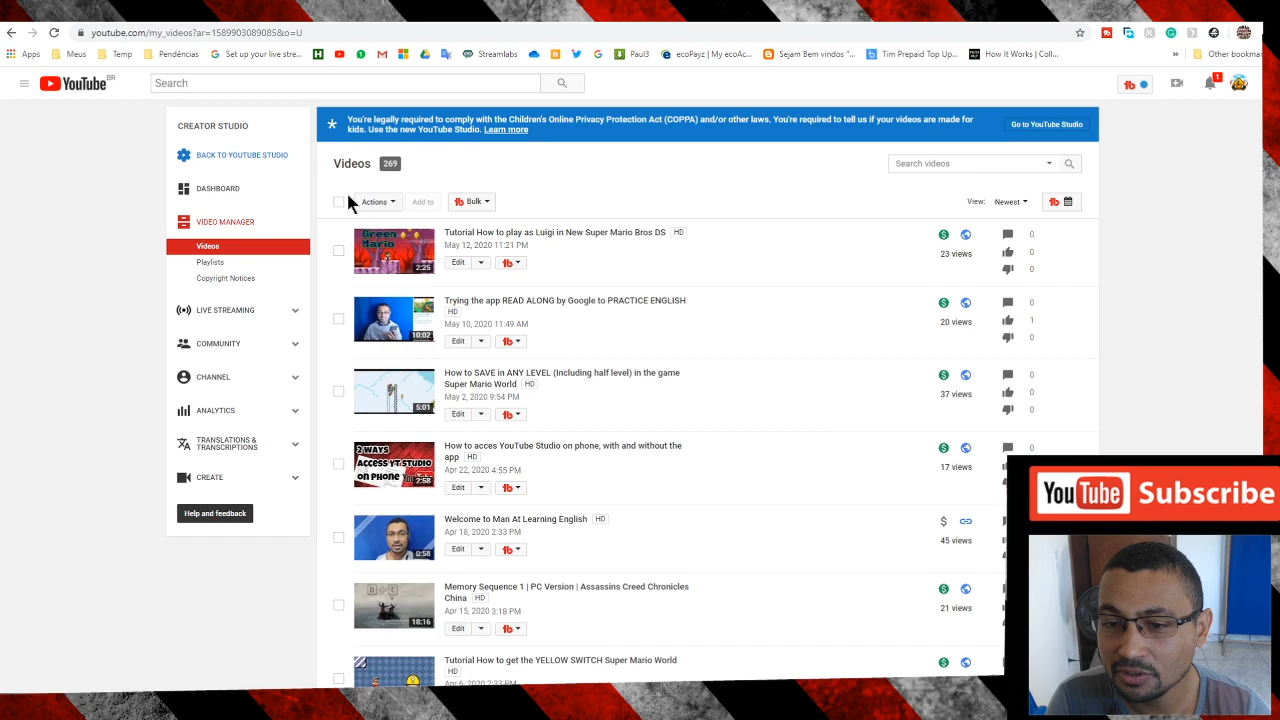 youtube.com/my_videos?ar=1589903089085&o=U
Apps Meus Temp Pendências Set up your live stre... Streamlabs Paul3 ecoPayz | My ecoAc... Sejam Bem vindos "... Tim Prepaid Top Up... How It Works | Coll... » Other bookmar
YouTube BR
Search
1
CREATOR STUDIO
BACK TO YOUTUBE STUDIO
DASHBOARD
VIDEO MANAGER
Videos
Playlists
Copyright Notices
LIVE STREAMING
COMMUNITY
CHANNEL
ANALYTICS
TRANSLATIONS &
TRANSCRIPTIONS
CREATE
Help and feedback
You're legally required to comply with the Children's Online Privacy Protection Act (COPPA) and/or other laws. You're required to tell us if your videos are made for
kids. Use the new YouTube Studio. Learn more
Go to YouTube Studio
Videos 269
Search videos
Actions Add to Bulk
View: Newest
Green
Mario
2:25
Tutorial How to play as Luigi in New Super Mario Bros DS HD
May 12, 2020 11:21 PM
Edit
23 views
0
0
0
10:02
Trying the app READ ALONG by Google to PRACTICE ENGLISH
HD
May 10, 2020 11:49 AM
Edit
20 views
0
1
0
5:01
How to SAVE in ANY LEVEL (Including half level) in the game
Super Mario World HD
May 2, 2020 9:54 PM
Edit
37 views
0
0
0
2 WAYS
ACCESS YT STUDIO
ON PHONE
2:58
How to acces YouTube Studio on phone, with and without the
app HD
Apr 22, 2020 4:55 PM
Edit
17 views
0
0:58
Welcome to Man At Learning English HD
Apr 18, 2020 2:33 PM
Edit
45 views
18:16
Memory Sequence 1 | PC Version | Assassins Creed Chronicles
China HD
Apr 15, 2020 3:18 PM
Edit
21 views
Tutorial How to get the YELLOW SWITCH Super Mario World
HD
Apr 6, 2020 2:33 PM
YouTube Subscribe